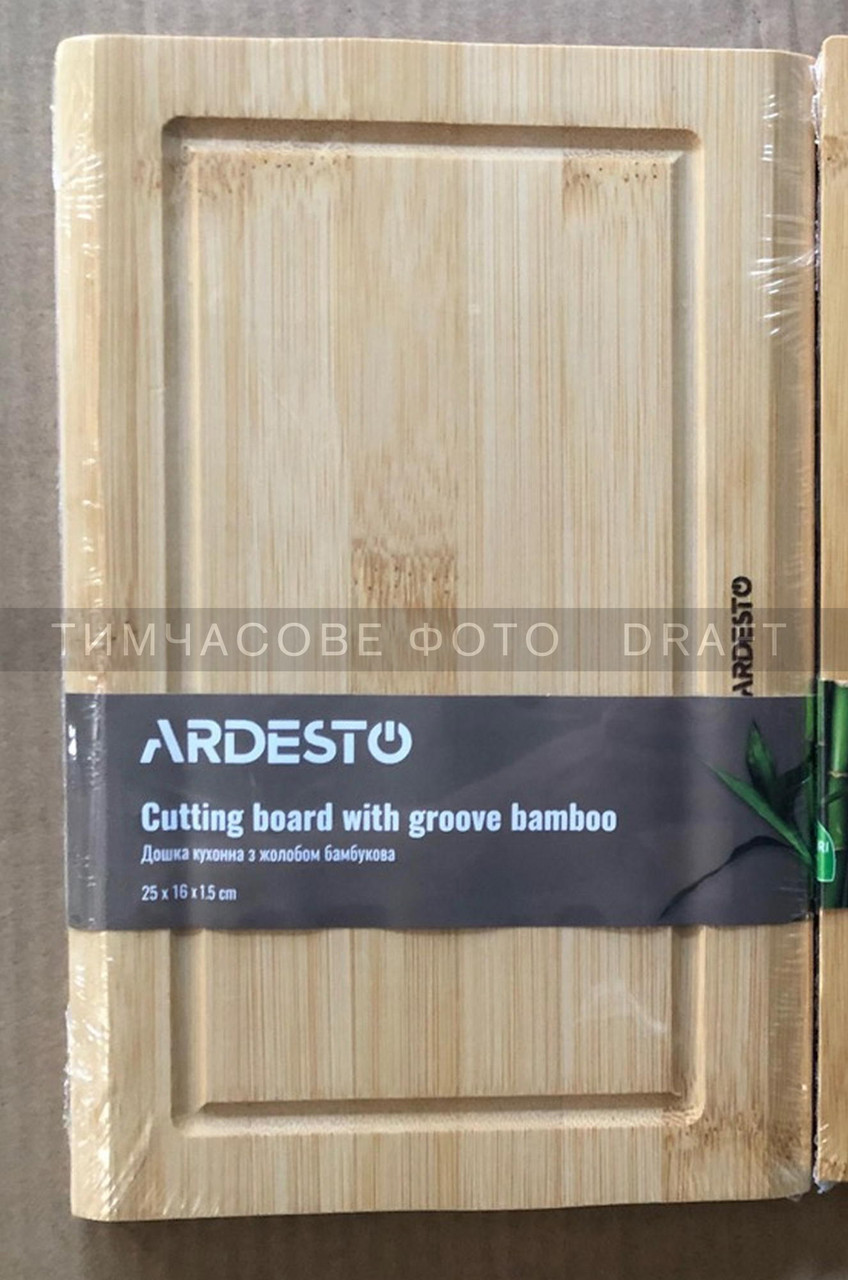 ARDESTO
ТИМЧАСОВЕ ФОТО DRAFT
ARDESTO
Cutting board with groove bamboo
Дошка кухонна з жолобом бамбукова
25 x 16 x 1.5 cm
RI